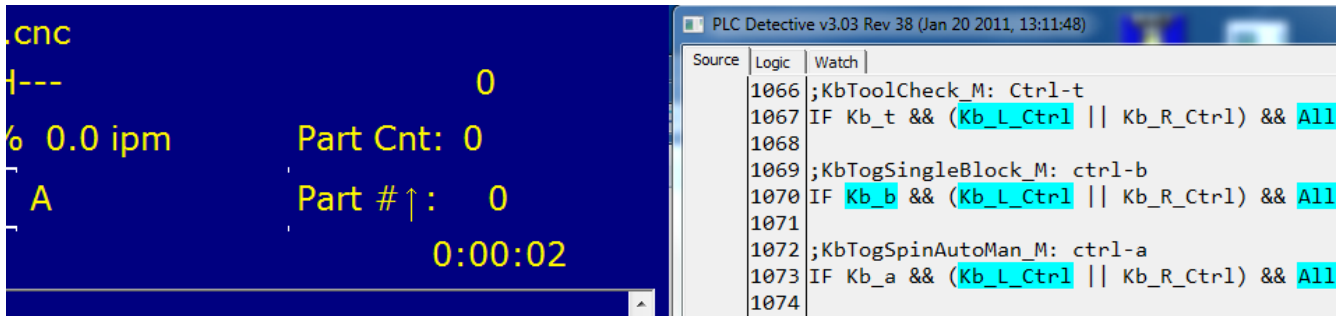 .cnc
H--- 0
% 0.0 ipm Part Cnt: 0
A Part #↑: 0
0:00:02
PLC Detective v3.03 Rev 38 (Jan 20 2011, 13:11:48)
Source Logic Watch
1066 ;KbToolCheck_M: Ctrl-t
1067 IF Kb_t && (Kb_L_Ctrl || Kb_R_Ctrl) && All
1068
1069 ;KbTogSingleBlock_M: ctrl-b
1070 IF Kb_b && (Kb_L_Ctrl || Kb_R_Ctrl) && All
1071
1072 ;KbTogSpinAutoMan_M: ctrl-a
1073 IF Kb_a && (Kb_L_Ctrl || Kb_R_Ctrl) && All
1074